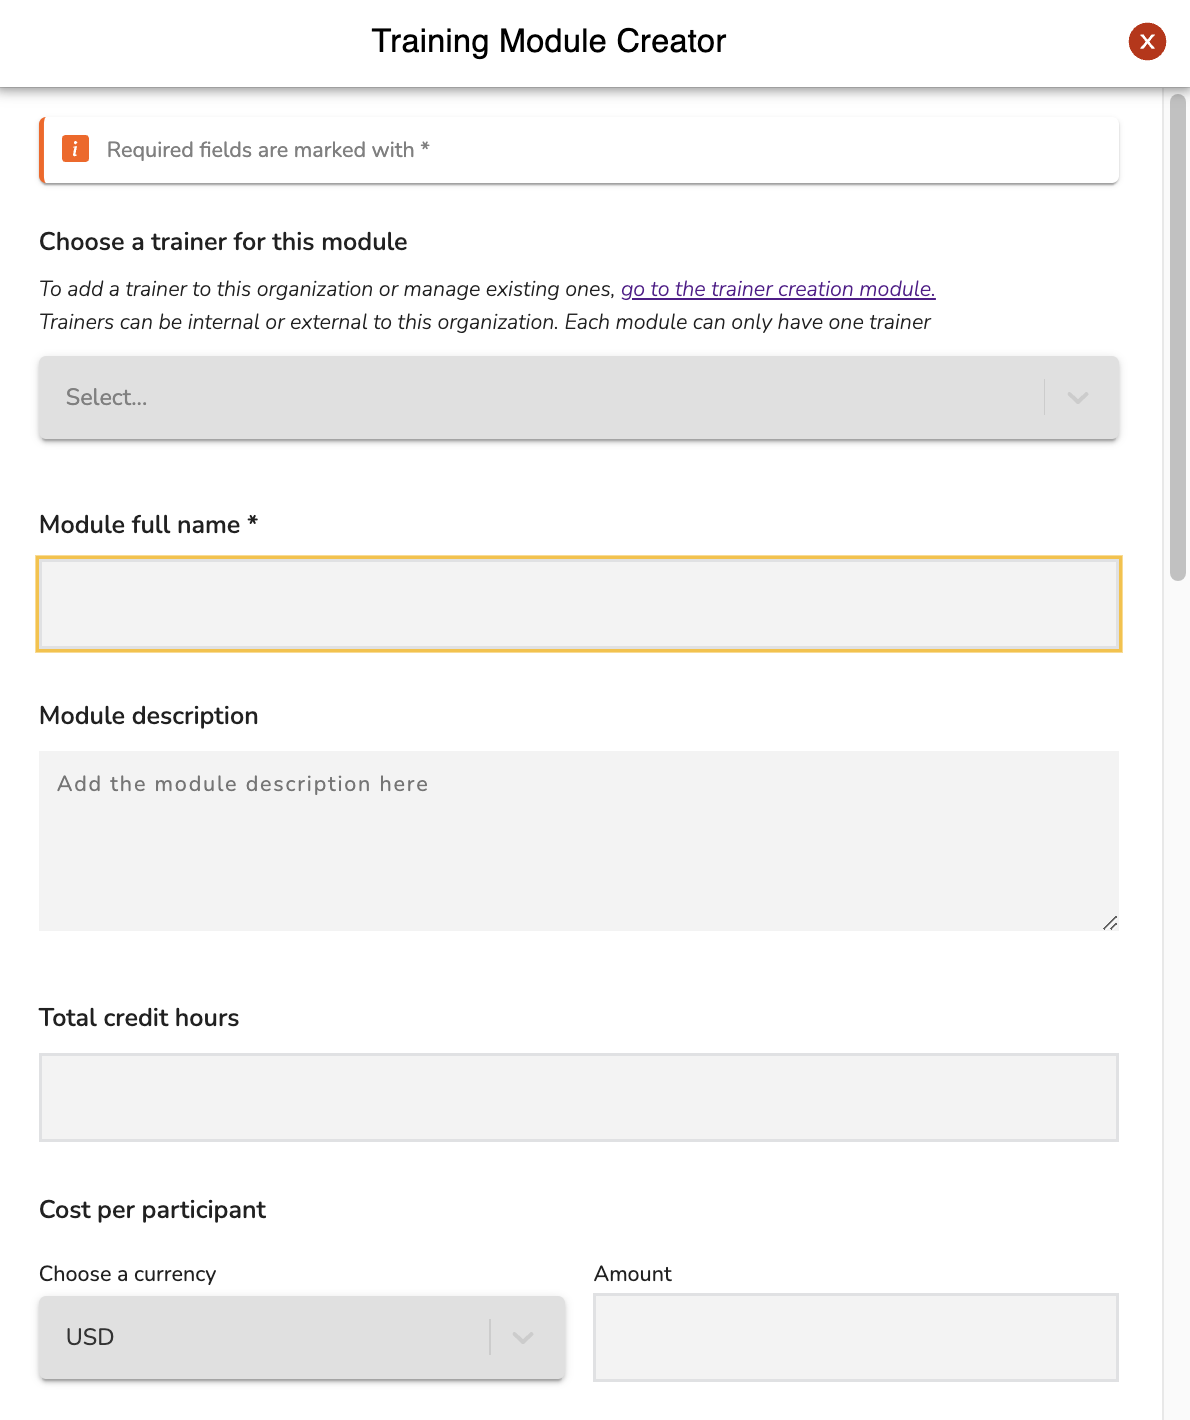 Training Module Creator
X
i
Required fields are marked with *
Choose a trainer for this module
To add a trainer to this organization or manage existing ones, go to the trainer creation module.
Trainers can be internal or external to this organization. Each module can only have one trainer
Select...
Module full name *
Module description
Add the module description here
Total credit hours
Cost per participant
Choose a currency
Amount
USD